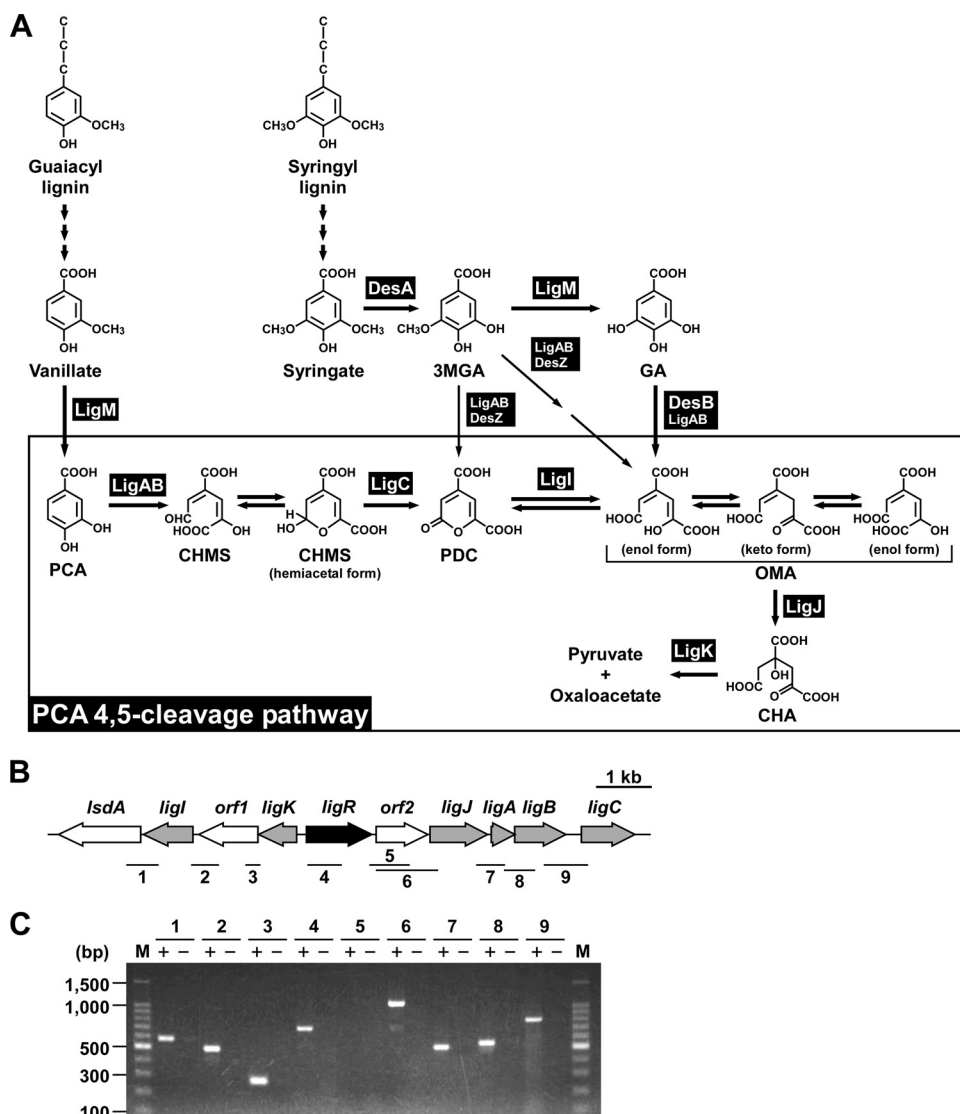 A
C
C
C
OCH3
OH
Guaiacyl
lignin
C
C
C
OCH3
OCH3
OH
Syringyl
lignin
COOH
OCH3
OH
Vanillate
COOH
OCH3
OCH3
OH
Syringate
DesA
COOH
OCH3
OH
OH
3MGA
LigM
COOH
OH
OH
OH
GA
LigM
LigAB
DesZ
LigAB
DesZ
DesB
LigAB
COOH
OH
OH
PCA
LigAB
COOH
OHC
HOOC
OH
CHMS
COOH
H
HO
O
COOH
CHMS
(hemiacetal form)
LigC
COOH
O
O
COOH
PDC
LigI
COOH
HOOC
HO
COOH
(enol form)
COOH
HOOC
O
COOH
(keto form)
COOH
HOOC
HOOC
OH
(enol form)
OMA
LigJ
COOH
OH
HOOC
O
COOH
CHA
LigK
Pyruvate
+
Oxaloacetate
PCA 4,5-cleavage pathway
B
1 kb
lsdA ligI orf1 ligK ligR orf2 ligJ ligA ligB ligC
1 2 3 4 5 6 7 8 9
C
1 2 3 4 5 6 7 8 9
(bp) M + − + − + − + − + − + − + − + − + − M
1,500
1,000
500
300
100